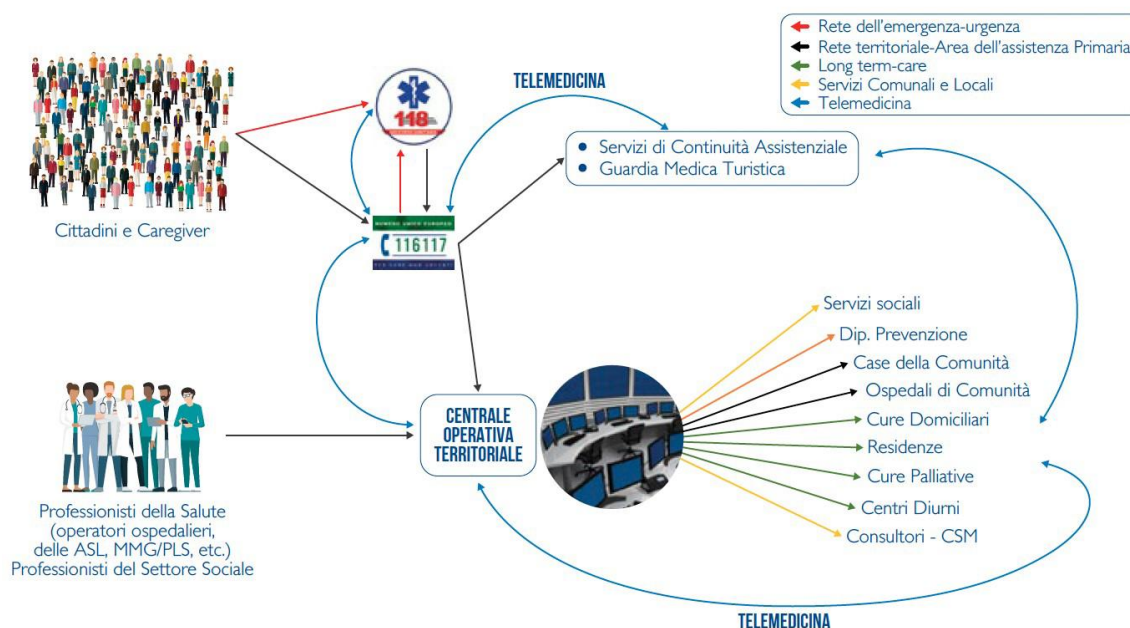 Rete dell'emergenza-urgenza
Rete territoriale-Area dell'assistenza Primaria
Long term-care
Servizi Comunali e Locali
Telemedicina
TELEMEDICINA
118
Servizi di Continuità Assistenziale
Guardia Medica Turistica
Cittadini e Caregiver
NUMERO UNICO EUROPEO
116117
Servizi sociali
Dip. Prevenzione
Case della Comunità
Ospedali di Comunità
Cure Domiciliari
Residenze
Cure Palliative
Centri Diurni
Consultori - CSM
CENTRALE
OPERATIVA
TERRITORIALE
Professionisti della Salute
(operatori ospedalieri,
delle ASL, MMG/PLS, etc.)
Professionisti del Settore Sociale
TELEMEDICINA